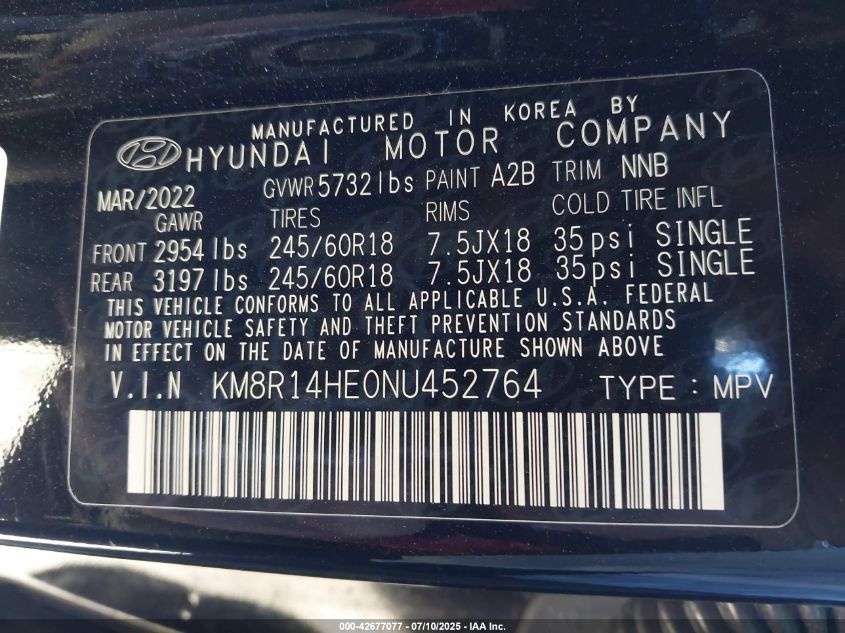 MANUFACTURED IN KOREA BY
HYUNDAI MOTOR COMPANY
MAR/2022 GVWR 5732 lbs PAINT A2B TRIM NNB
GAWR TIRES RIMS COLD TIRE INFL
FRONT 2954 lbs 245/60R18 7.5JX18 35psi SINGLE
REAR 3197 lbs 245/60R18 7.5JX18 35psi SINGLE
THIS VEHICLE CONFORMS TO ALL APPLICABLE U.S.A. FEDERAL
MOTOR VEHICLE SAFETY AND THEFT PREVENTION STANDARDS
IN EFFECT ON THE DATE OF MANUFACTURE SHOWN ABOVE
V.I.N KM8R14HE0NU452764 TYPE : MPV
000-42677077 - 07/10/2025 - IAA Inc.